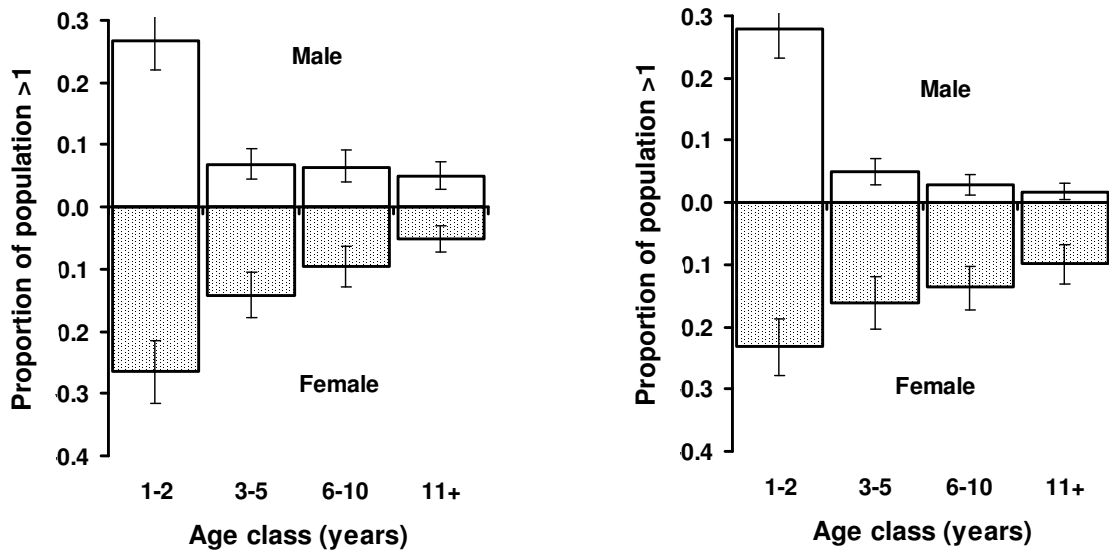 Proportion of population >1
0.3
0.2
0.1
0.0
0.1
0.2
0.3
0.4
Male
Female
1-2 3-5 6-10 11+
Age class (years)
Proportion of population >1
0.3
0.2
0.1
0.0
0.1
0.2
0.3
0.4
Male
Female
1-2 3-5 6-10 11+
Age class (years)